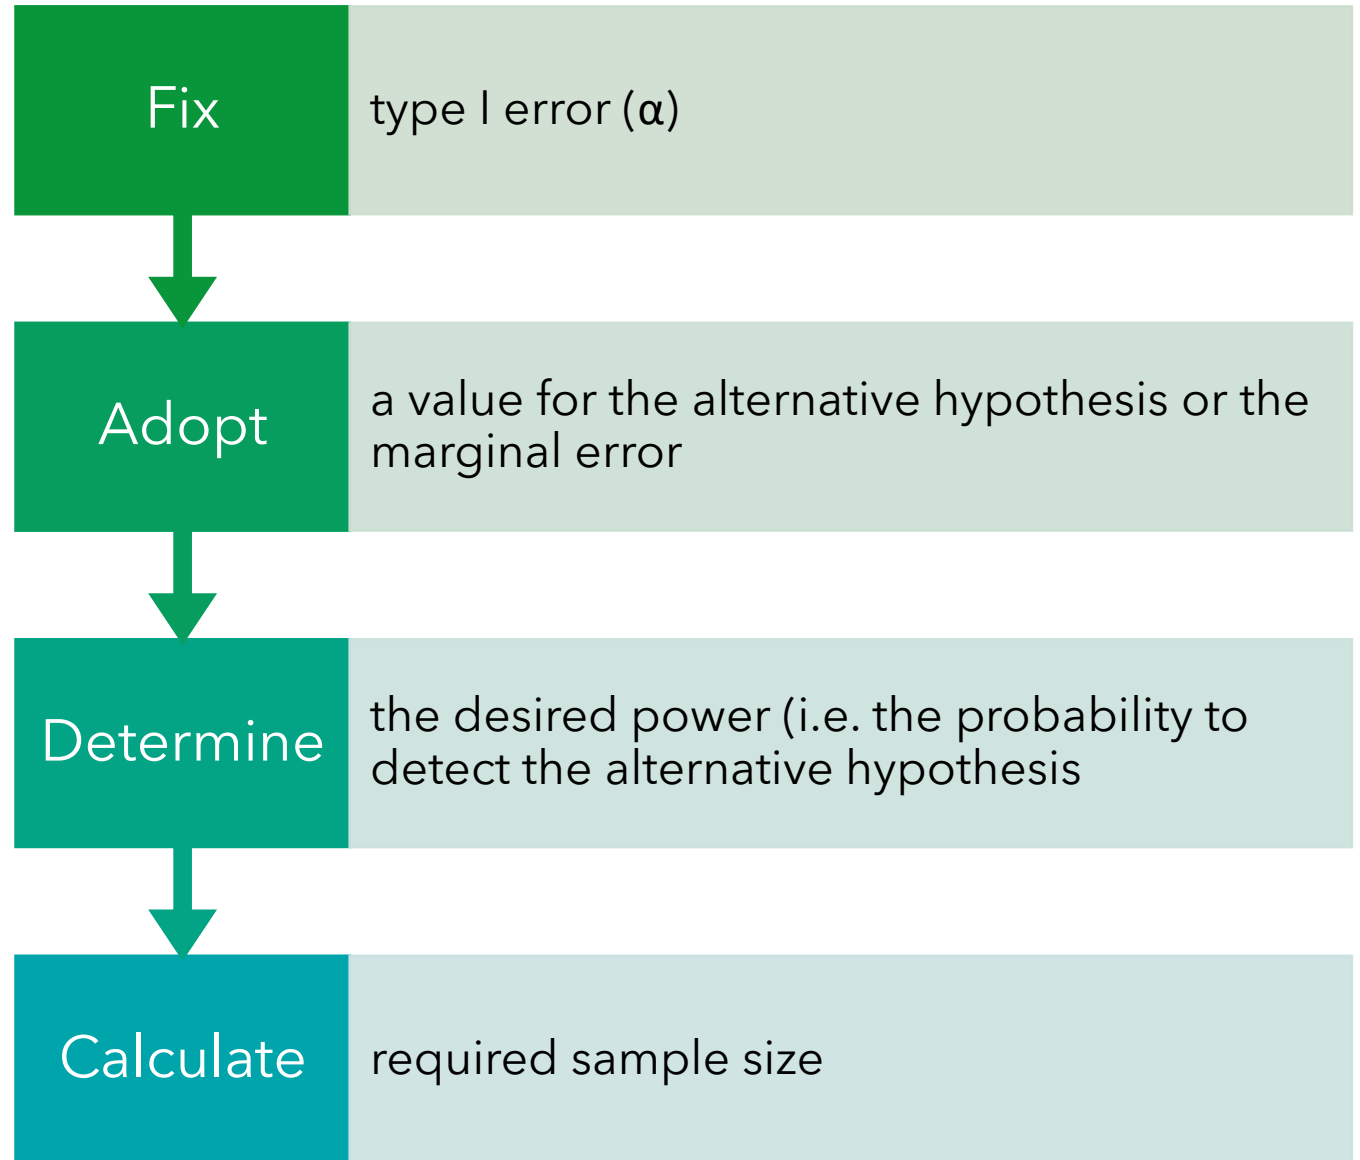 Fix
type I error (α)
Adopt
a value for the alternative hypothesis or the
marginal error
Determine
the desired power (i.e. the probability to
detect the alternative hypothesis
Calculate
required sample size